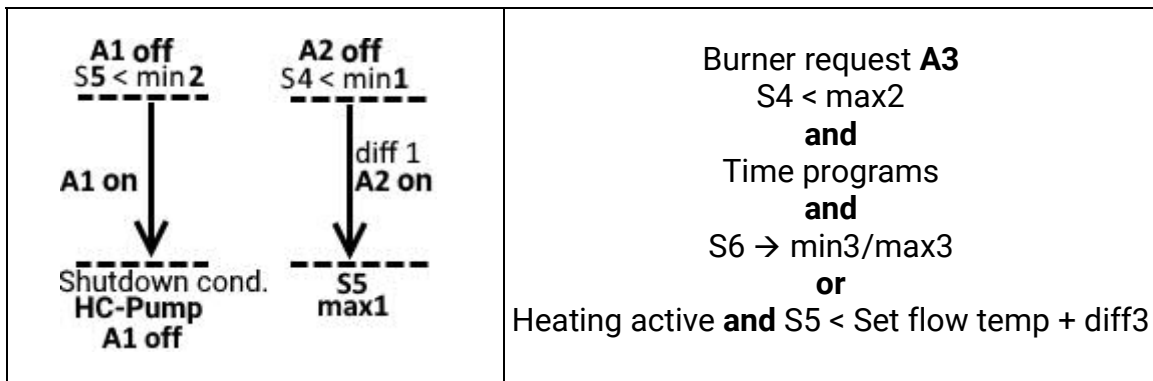 A1 off
S5 < min2
A1 on
Shutdown cond.
HC-Pump
A1 off
A2 off
S4 < min1
diff 1
A2 on
S5
max1
Burner request A3
S4 < max2
and
Time programs
and
S6 → min3/max3
or
Heating active and S5 < Set flow temp + diff3